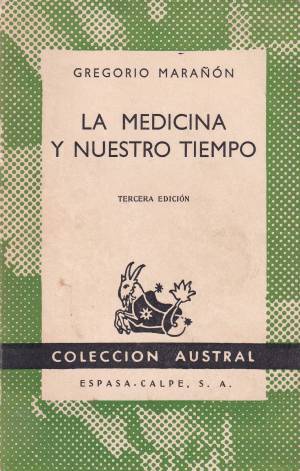 GREGORIO MARAÑÓN
LA MEDICINA
Y NUESTRO TIEMPO
TERCERA EDICIÓN
COLECCION AUSTRAL
ESPASA-CALPE, S. A.